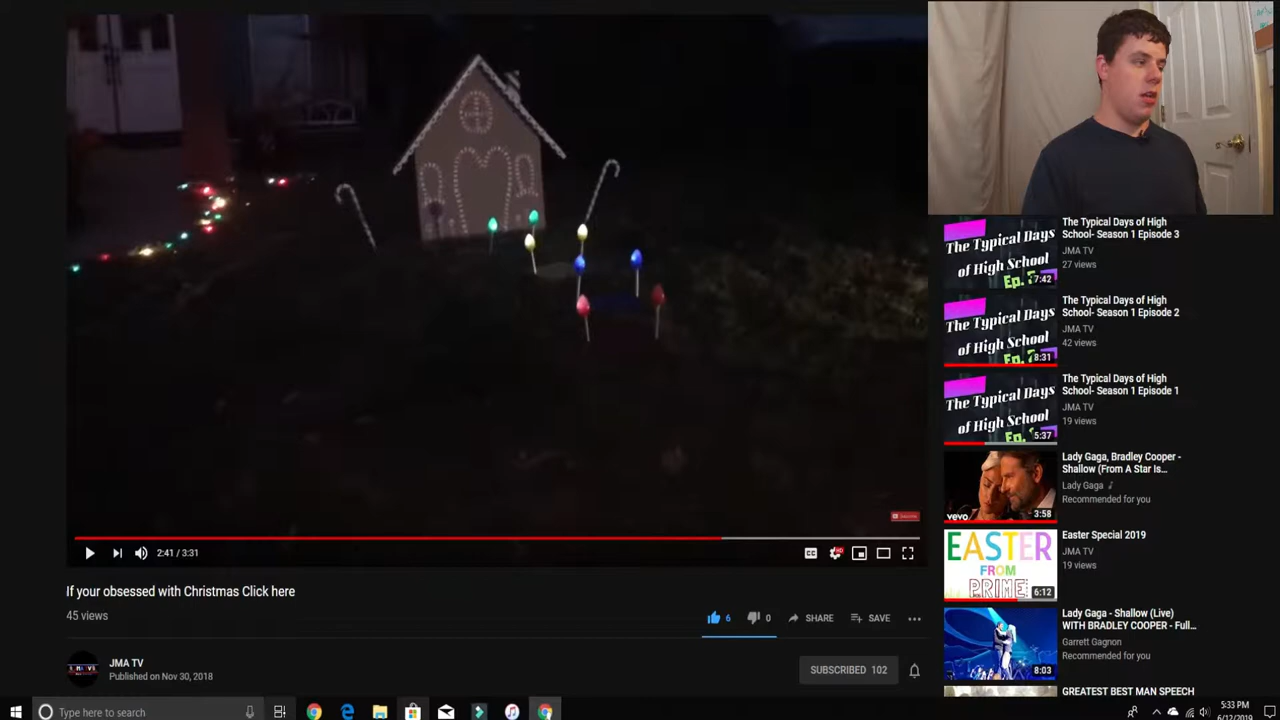 Subscribe
2:41 / 3:31
CC
HD
If your obsessed with Christmas Click here
45 views
6
0
SHARE
SAVE
JMA TV
Published on Nov 30, 2018
SUBSCRIBED 102
The Typical Days
of High School
Ep.
7:42
The Typical Days of High
School- Season 1 Episode 3
JMA TV
27 views
The Typical Days
of High School
Ep.
8:31
The Typical Days of High
School- Season 1 Episode 2
JMA TV
42 views
The Typical Days
of High School
Ep.
5:37
The Typical Days of High
School- Season 1 Episode 1
JMA TV
19 views
vevo
3:58
Lady Gaga, Bradley Cooper -
Shallow (From A Star Is...
Lady Gaga
Recommended for you
EASTER
FROM
PRIME
6:12
Easter Special 2019
JMA TV
19 views
8:03
Lady Gaga - Shallow (Live)
WITH BRADLEY COOPER - Full...
Garrett Gagnon
Recommended for you
GREATEST BEST MAN SPEECH
Type here to search
5:33 PM
6/12/2019